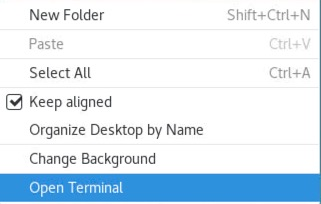 New Folder Shift+Ctrl+N
Paste Ctrl+V
Select All Ctrl+A
Keep aligned
Organize Desktop by Name
Change Background
Open Terminal